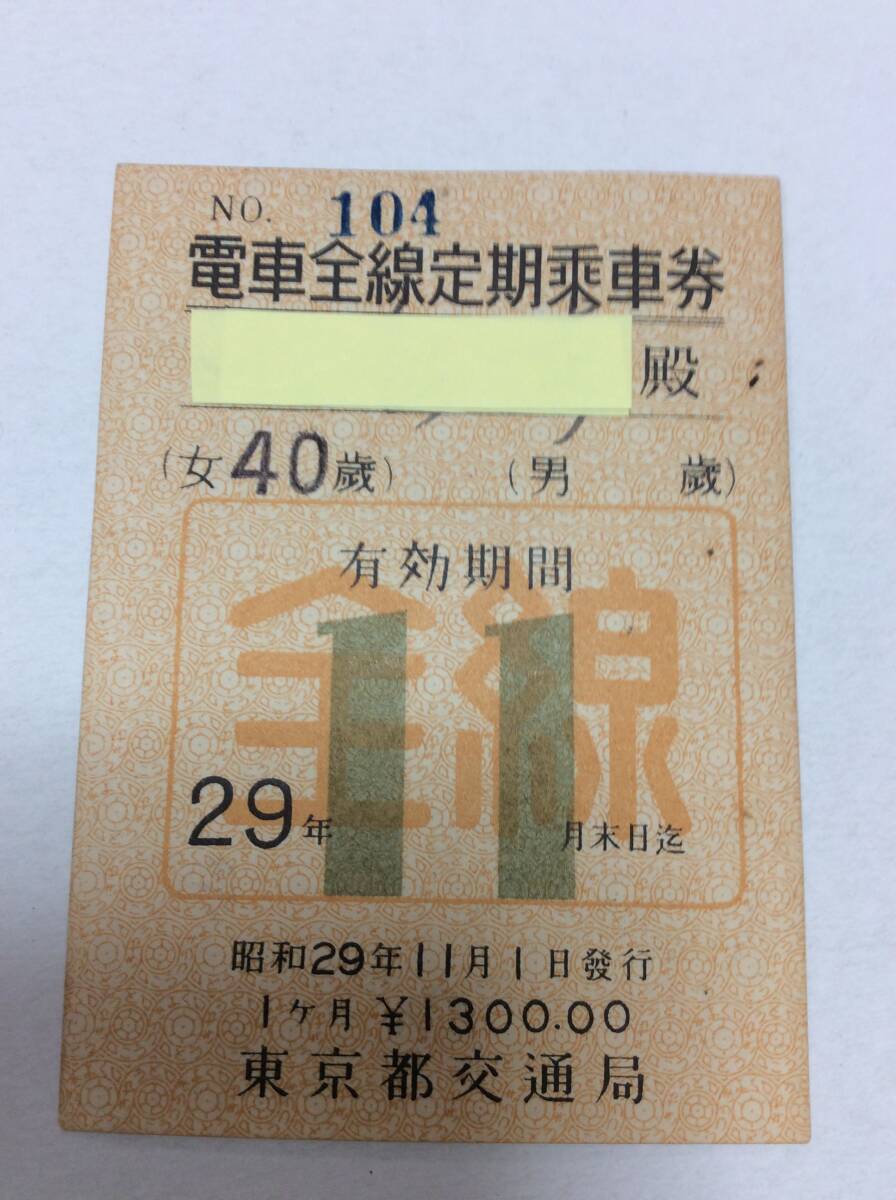 NO. 104
電車全線定期乗車券
殿
(女40歳) (男 歳)
有効期間
全線
29年 11 月末日迄
昭和29年11月1日發行
1ヶ月 ¥1300.00
東京都交通局